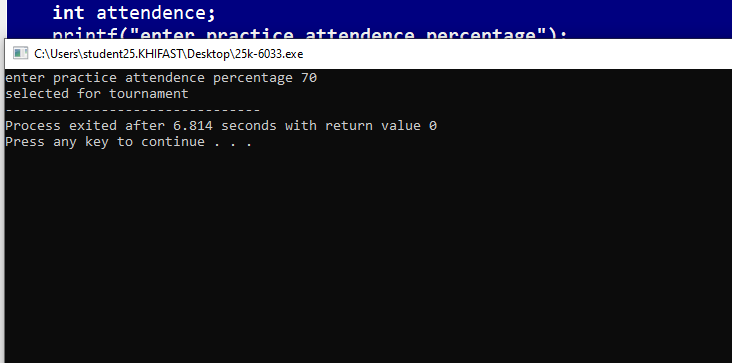 int attendence;
printf("enter practice attendence percentage");
C:\Users\student25.KHIFAST\Desktop\25k-6033.exe
enter practice attendence percentage 70
selected for tournament
--------------------------------
Process exited after 6.814 seconds with return value 0
Press any key to continue . . .